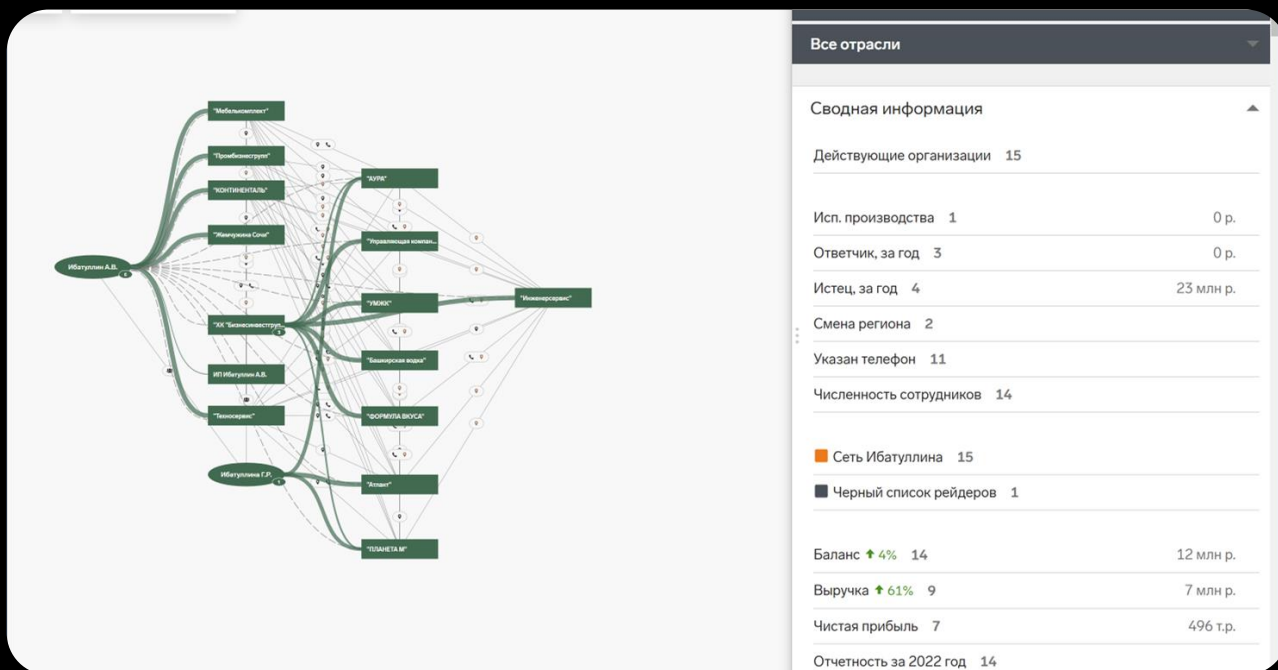 "Мебелькомплект"
"Промбизнесгрупп"
"КОНТИНЕНТАЛЬ"
"Жемчужина Сочи"
Ибатуллин А.В.
"ХК "Бизнесинвестгруп...
ИП Ибатуллин А.В.
"Техносервис"
Ибатуллина Г.Р.
"АУРА"
"Управляющая компан...
"УМЖК"
"Башкирская водка"
"ФОРМУЛА ВКУСА"
"Атлант"
"ПЛАНЕТА М"
"Инженерсервис"
Все отрасли
Сводная информация
Действующие организации 15
Исп. производства 1 0 р.
Ответчик, за год 3 0 р.
Истец, за год 4 23 млн р.
Смена региона 2
Указан телефон 11
Численность сотрудников 14
Сеть Ибатуллина 15
Черный список рейдеров 1
Баланс 4% 14 12 млн р.
Выручка 61% 9 7 млн р.
Чистая прибыль 7 496 т.р.
Отчетность за 2022 год 14